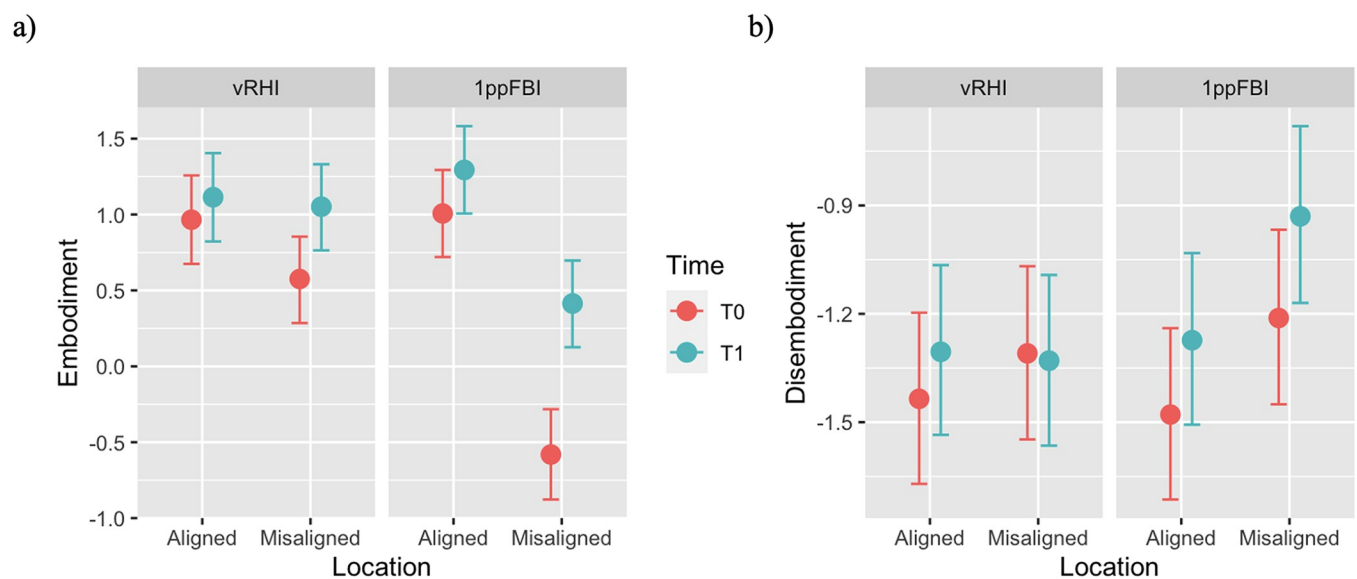 a)
vRHI 1ppFBI
1.5
1.0
0.5
0.0
-0.5
-1.0
Embodiment
Aligned Misaligned Aligned Misaligned
Location
Time
T0
T1
b)
vRHI 1ppFBI
-0.9
-1.2
-1.5
Disembodiment
Aligned Misaligned Aligned Misaligned
Location